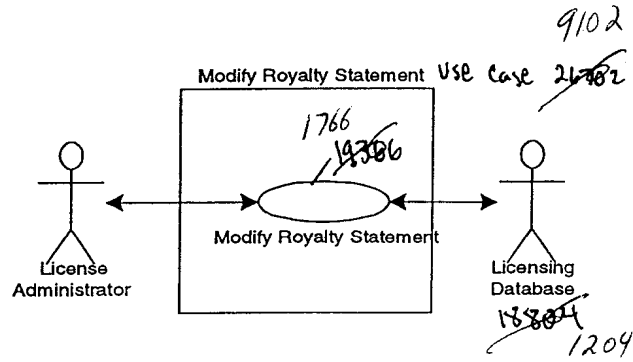 9102
Modify Royalty Statement use case
1766
Modify Royalty Statement
License
Administrator
Licensing
Database
1204